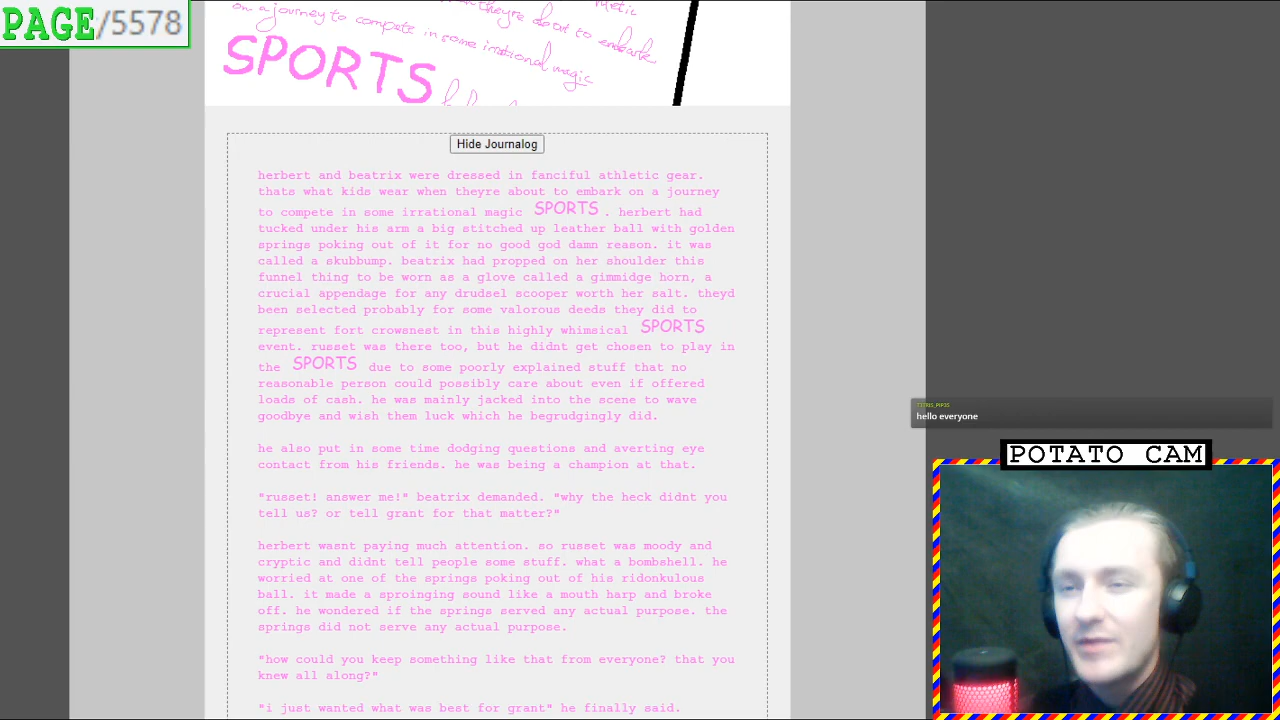 PAGE/5578
on a journey to compete in some irrational magic
theyre about to embark
SPORTS
Hide Journalog
herbert and beatrix were dressed in fanciful athletic gear.
thats what kids wear when theyre about to embark on a journey
to compete in some irrational magic SPORTS . herbert had
tucked under his arm a big stitched up leather ball with golden
springs poking out of it for no good god damn reason. it was
called a skubbump. beatrix had propped on her shoulder this
funnel thing to be worn as a glove called a gimmidge horn, a
crucial appendage for any drudsel scooper worth her salt. theyd
been selected probably for some valorous deeds they did to
represent fort crowsnest in this highly whimsical SPORTS
event. russet was there too, but he didnt get chosen to play in
the SPORTS due to some poorly explained stuff that no
reasonable person could possibly care about even if offered
loads of cash. he was mainly jacked into the scene to wave
goodbye and wish them luck which he begrudgingly did.
he also put in some time dodging questions and averting eye
contact from his friends. he was being a champion at that.
"russet! answer me!" beatrix demanded. "why the heck didnt you
tell us? or tell grant for that matter?"
herbert wasnt paying much attention. so russet was moody and
cryptic and didnt tell people some stuff. what a bombshell. he
worried at one of the springs poking out of his ridonkulous
ball. it made a sproinging sound like a mouth harp and broke
off. he wondered if the springs served any actual purpose. the
springs did not serve any actual purpose.
"how could you keep something like that from everyone? that you
knew all along?"
"i just wanted what was best for grant" he finally said.
hello everyone
POTATO CAM